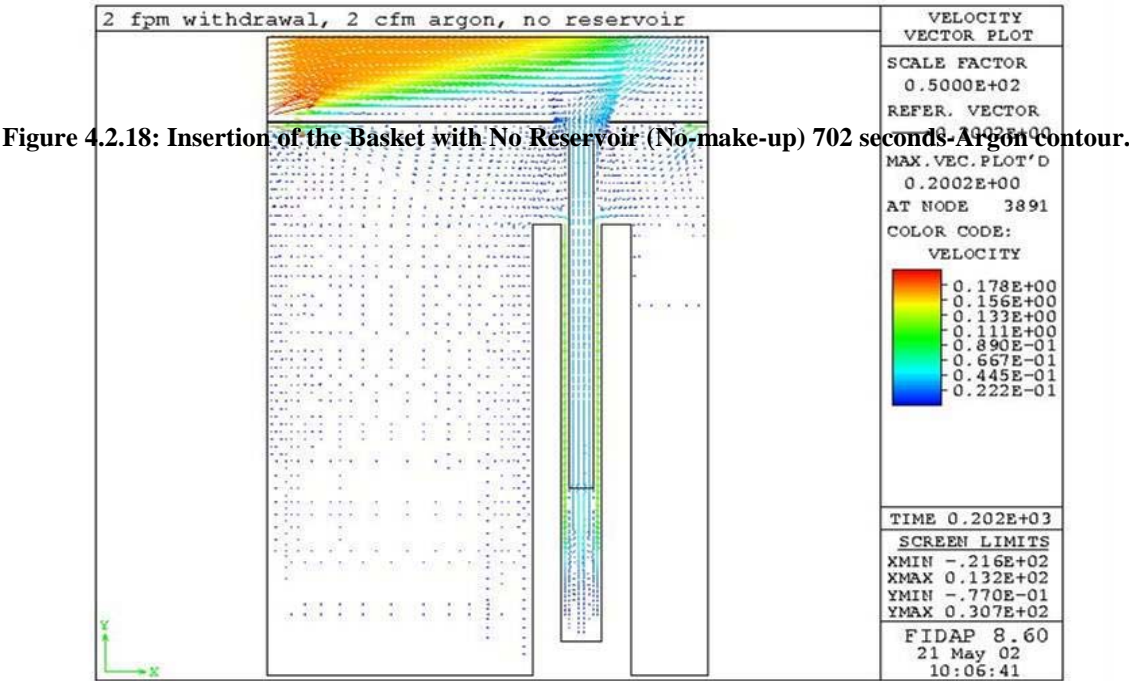 2 fpm withdrawal, 2 cfm argon, no reservoir
Figure 4.2.18: Insertion of the Basket with No Reservoir (No-make-up) 702 seconds-Argon contour.
VELOCITY
VECTOR PLOT
SCALE FACTOR
0.5000E+02
REFER. VECTOR
0.2002E+00
MAX.VEC.PLOT'D
0.2002E+00
AT NODE 3891
COLOR CODE:
VELOCITY
0.178E+00
0.156E+00
0.133E+00
0.111E+00
0.890E-01
0.667E-01
0.445E-01
0.222E-01
TIME 0.202E+03
SCREEN LIMITS
XMIN -.216E+02
XMAX 0.132E+02
YMIN -.770E-01
YMAX 0.307E+02
FIDAP 8.60
21 May 02
10:06:41
Y
X